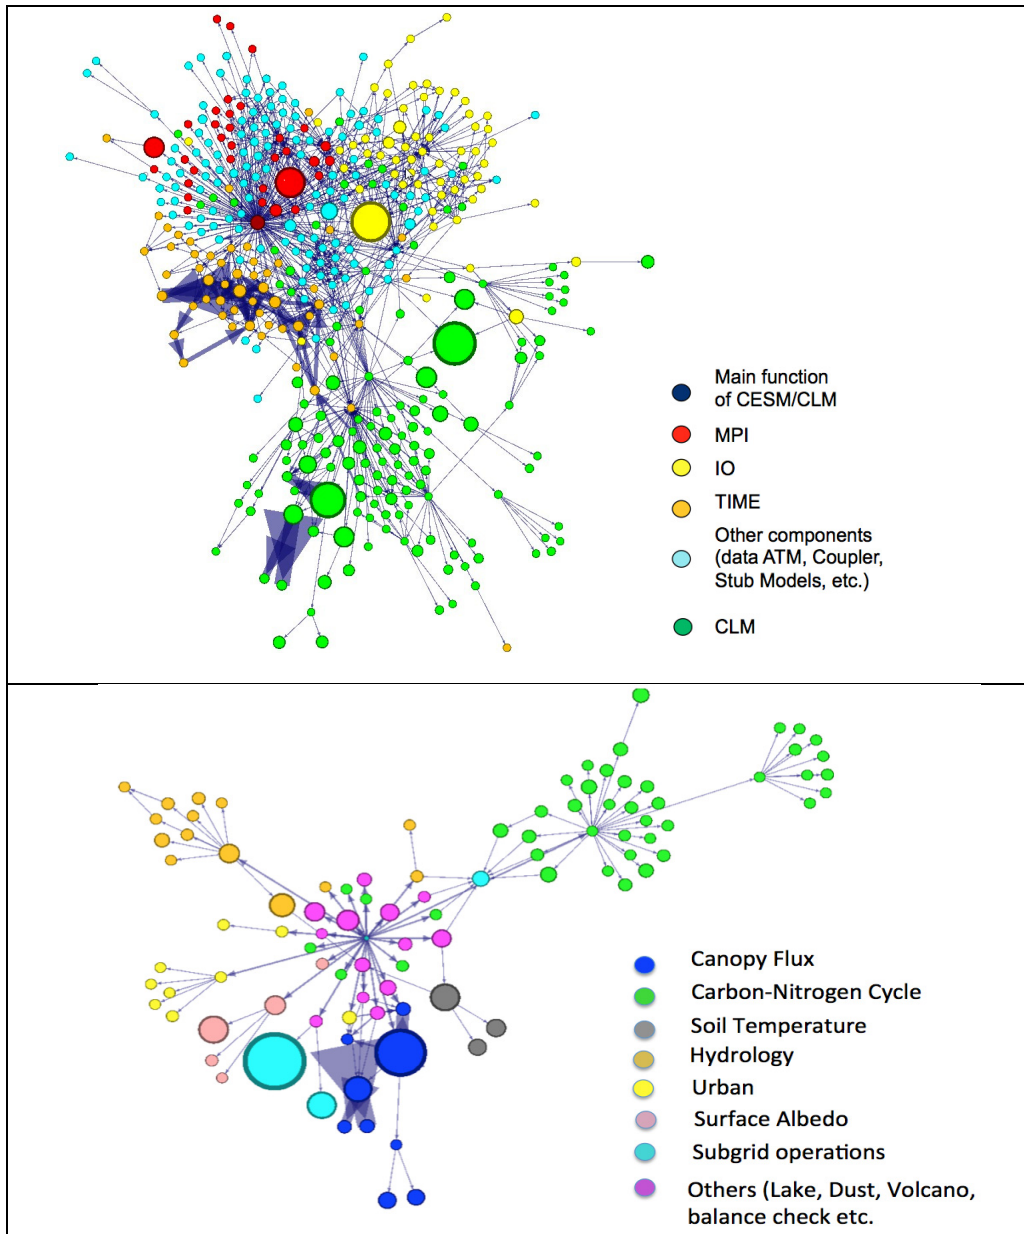 Main function
of CESM/CLM
MPI
IO
TIME
Other components
(data ATM, Coupler,
Stub Models, etc.)
CLM
Canopy Flux
Carbon-Nitrogen Cycle
Soil Temperature
Hydrology
Urban
Surface Albedo
Subgrid operations
Others (Lake, Dust, Volcano,
balance check etc.